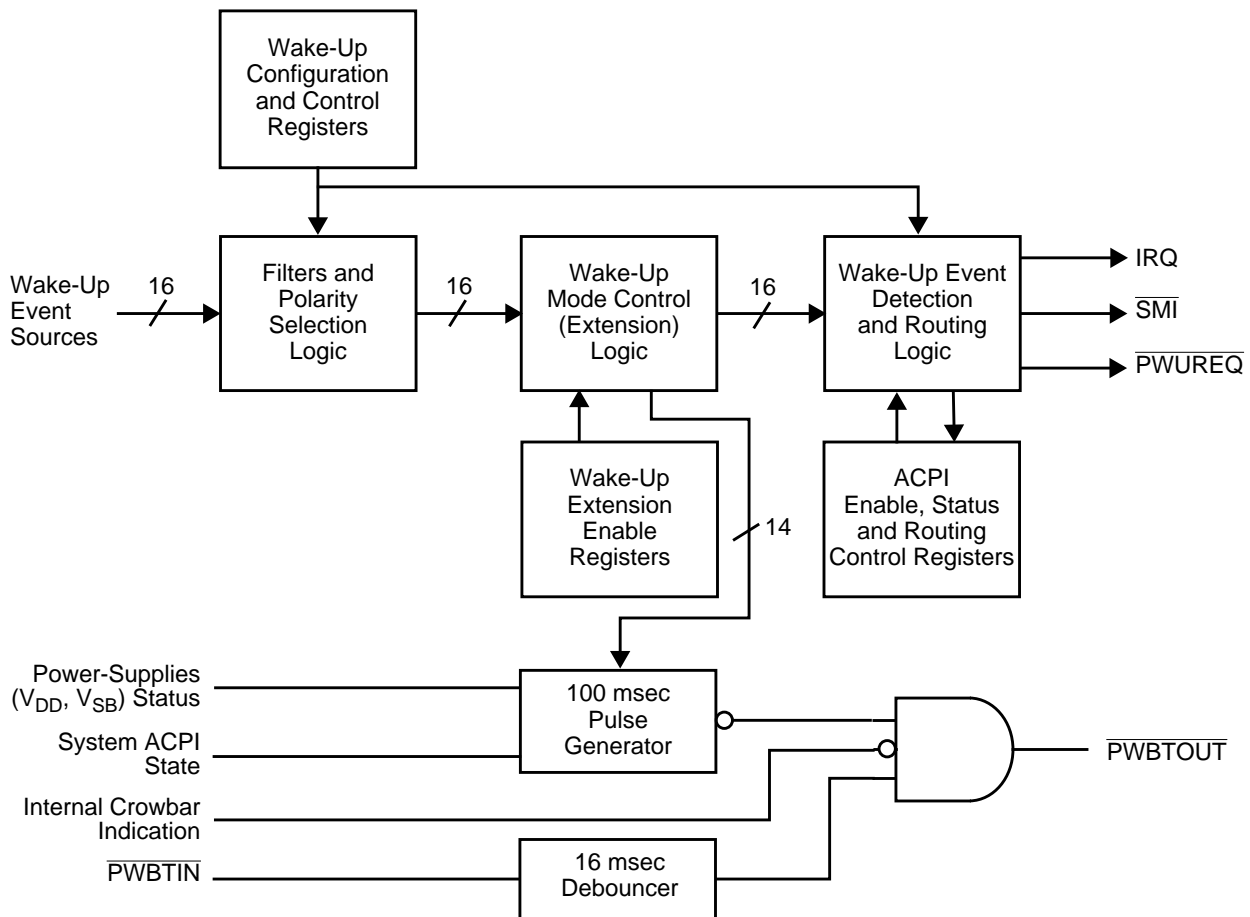 Wake-Up
Configuration
and Control
Registers
Wake-Up
Event
Sources
16
Filters and
Polarity
Selection
Logic
16
Wake-Up
Mode Control
(Extension)
Logic
16
Wake-Up Event
Detection
and Routing
Logic
IRQ
SMI
PWUREQ
Wake-Up
Extension
Enable
Registers
14
ACPI
Enable, Status
and Routing
Control Registers
Power-Supplies
(VDD, VSB) Status
System ACPI
State
100 msec
Pulse
Generator
PWBTOUT
Internal Crowbar
Indication
PWBTIN
16 msec
Debouncer